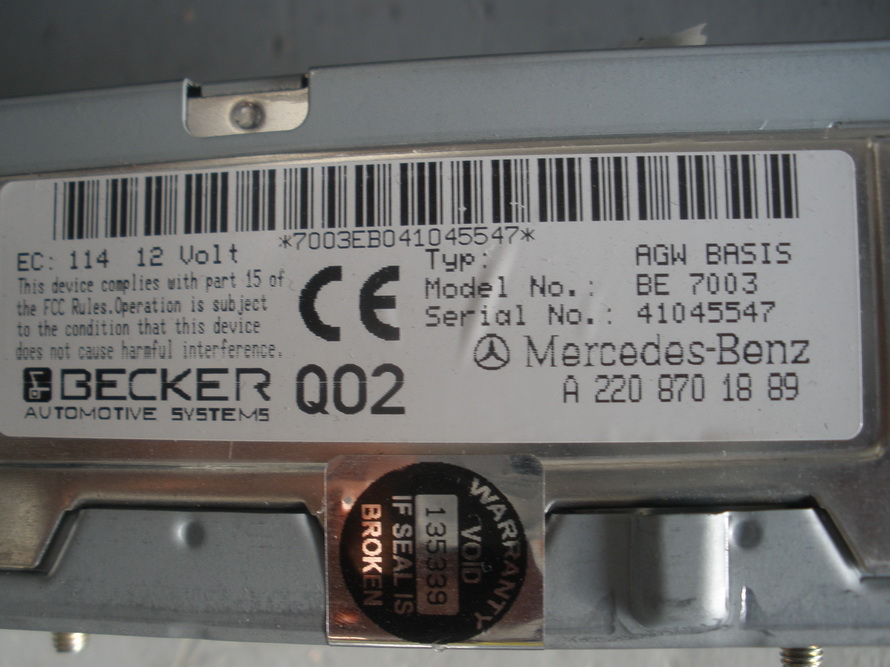 *7003EB041045547*
EC: 114 12 Volt
This device complies with part 15 of
the FCC Rules.Operation is subject
to the condition that this device
does not cause harmful interference.
CE
Typ: AGW BASIS
Model No.: BE 7003
Serial No.: 41045547
BECKER
AUTOMOTIVE SYSTEMS
Q02
Mercedes-Benz
A 220 870 18 89
WARRANTY
VOID
135339
IF SEAL IS
BROKEN